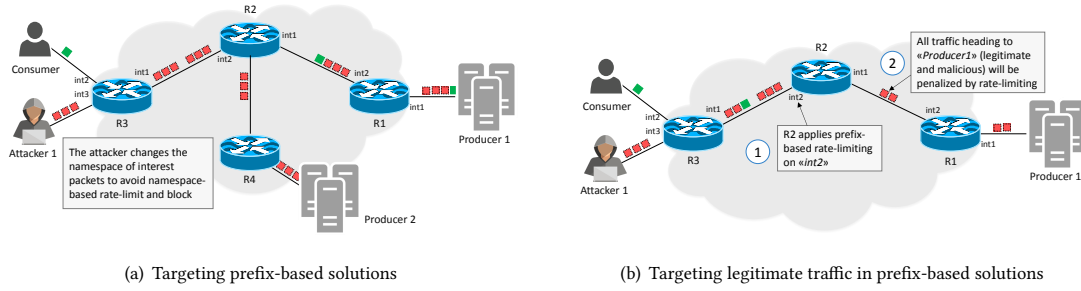 R2
int1
int2
Consumer
int2
int1
int3
R3
Attacker 1
int2
int1
R1
Producer 1
The attacker changes the
namespace of interest
packets to avoid namespace-
based rate-limit and block
R4
Producer 2
(a) Targeting prefix-based solutions
R2
2
All traffic heading to
«Producer1» (legitimate
and malicious) will be
penalized by rate-limiting
Consumer
int1
int2
int2
int3
R3
Attacker 1
1
R2 applies prefix-
based rate-limiting
on «int2»
int2
int1
R1
Producer 1
(b) Targeting legitimate traffic in prefix-based solutions